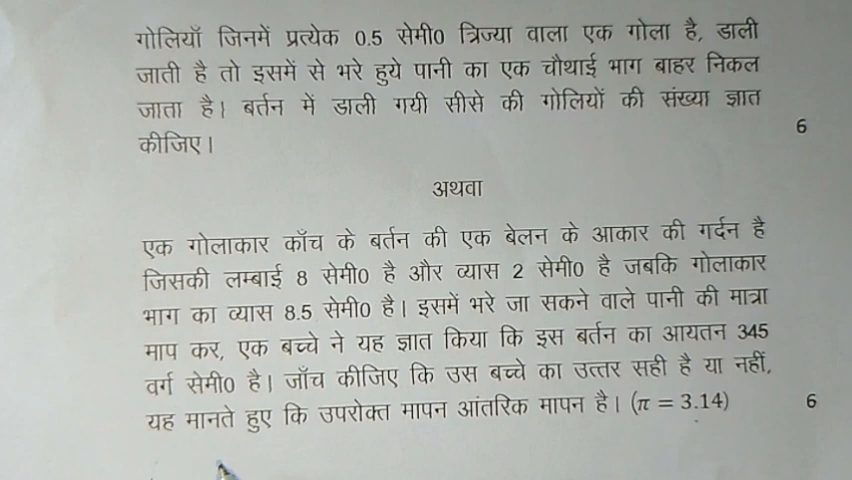 गोलियाँ जिनमें प्रत्येक 0.5 सेमी0 त्रिज्या वाला एक गोला है, डाली
जाती है तो इसमें से भरे हुये पानी का एक चौथाई भाग बाहर निकल
जाता है। बर्तन में डाली गयी सीसे की गोलियों की संख्या ज्ञात
कीजिए।
6
अथवा
एक गोलाकार काँच के बर्तन की एक बेलन के आकार की गर्दन है
जिसकी लम्बाई 8 सेमी0 है और व्यास 2 सेमी0 है जबकि गोलाकार
भाग का व्यास 8.5 सेमी0 है। इसमें भरे जा सकने वाले पानी की मात्रा
माप कर, एक बच्चे ने यह ज्ञात किया कि इस बर्तन का आयतन 345
वर्ग सेमी0 है। जाँच कीजिए कि उस बच्चे का उत्तर सही है या नहीं,
यह मानते हुए कि उपरोक्त मापन आंतरिक मापन है। (π = 3.14) 6